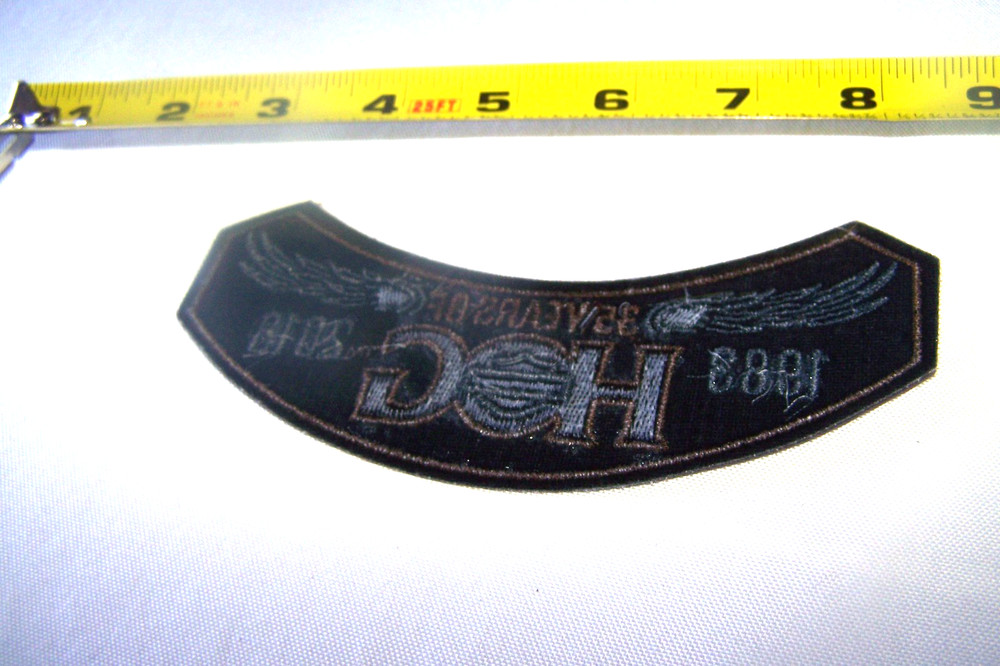 1 2 3 4 25FT 5 6 7 8 9
35 YEARS OF
HOG
1983
2018